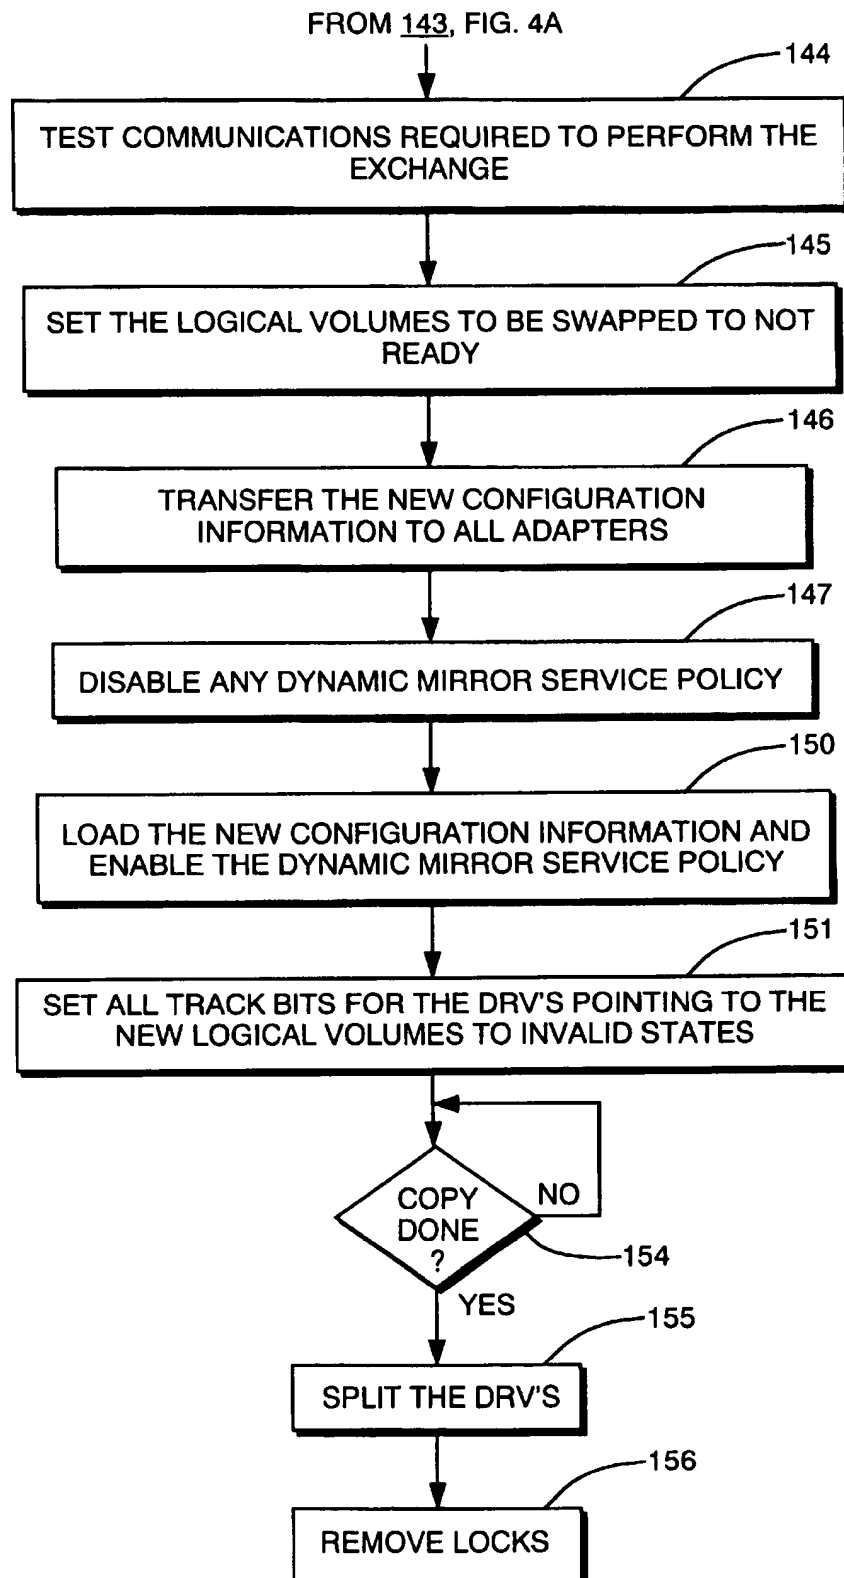 FROM 143, FIG. 4A
144
TEST COMMUNICATIONS REQUIRED TO PERFORM THE
EXCHANGE
145
SET THE LOGICAL VOLUMES TO BE SWAPPED TO NOT
READY
146
TRANSFER THE NEW CONFIGURATION
INFORMATION TO ALL ADAPTERS
147
DISABLE ANY DYNAMIC MIRROR SERVICE POLICY
150
LOAD THE NEW CONFIGURATION INFORMATION AND
ENABLE THE DYNAMIC MIRROR SERVICE POLICY
151
SET ALL TRACK BITS FOR THE DRV'S POINTING TO THE
NEW LOGICAL VOLUMES TO INVALID STATES
COPY
DONE
?
NO
154
YES
155
SPLIT THE DRV'S
156
REMOVE LOCKS